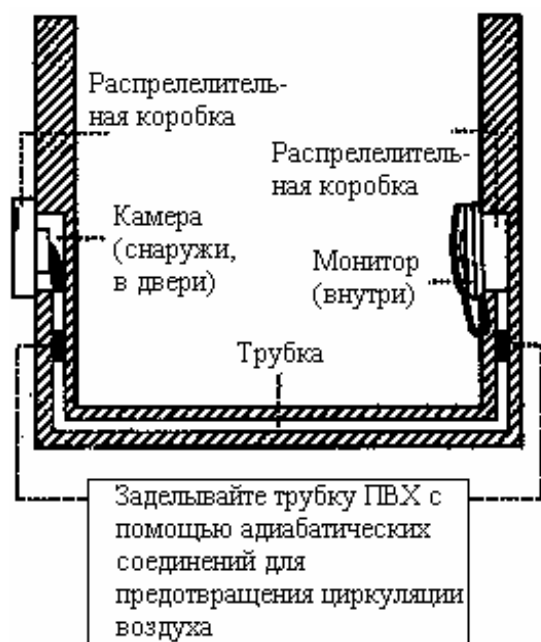 Распрелелитель-
ная коробка
Распрелелитель-
ная коробка
Камера
(снаружи,
в двери)
Монитор
(внутри)
Трубка
Заделывайте трубку ПВХ с
помощью адиабатических
соединений для
предотвращения циркуляции
воздуха